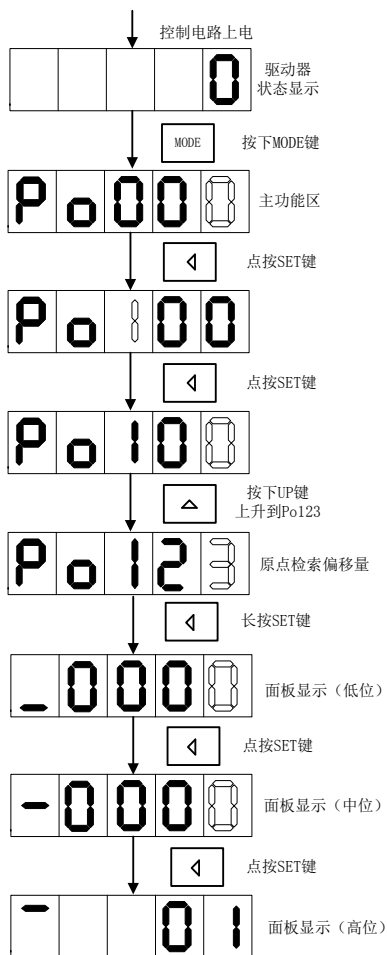 控制电路上电
0
驱动器
状态显示
MODE
按下MODE键
Po000
主功能区
点按SET键
Po100
点按SET键
Po100
按下UP键
上升到Po123
Po123
原点检索偏移量
长按SET键
_0000
面板显示（低位）
点按SET键
-0000
面板显示（中位）
点按SET键
‾ 01
面板显示（高位）